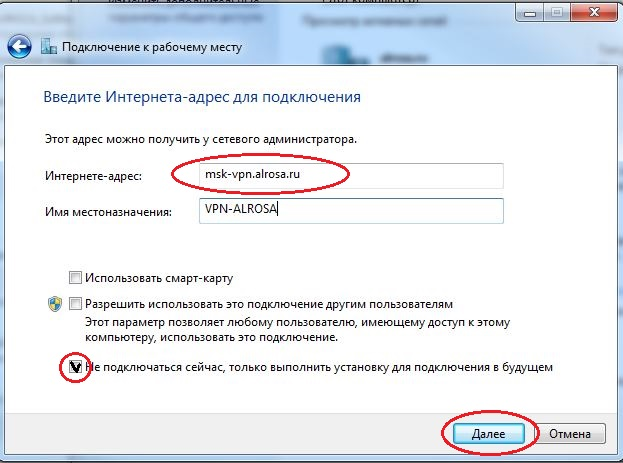 Подключение к рабочему месту
Введите Интернета-адрес для подключения
Этот адрес можно получить у сетевого администратора.
Интернете-адрес:
msk-vpn.alrosa.ru
Имя местоназначения:
VPN-ALROSA
Использовать смарт-карту
Разрешить использовать это подключение другим пользователям
Этот параметр позволяет любому пользователю, имеющему доступ к этому
компьютеру, использовать это подключение.
Не подключаться сейчас, только выполнить установку для подключения в будущем
Далее
Отмена